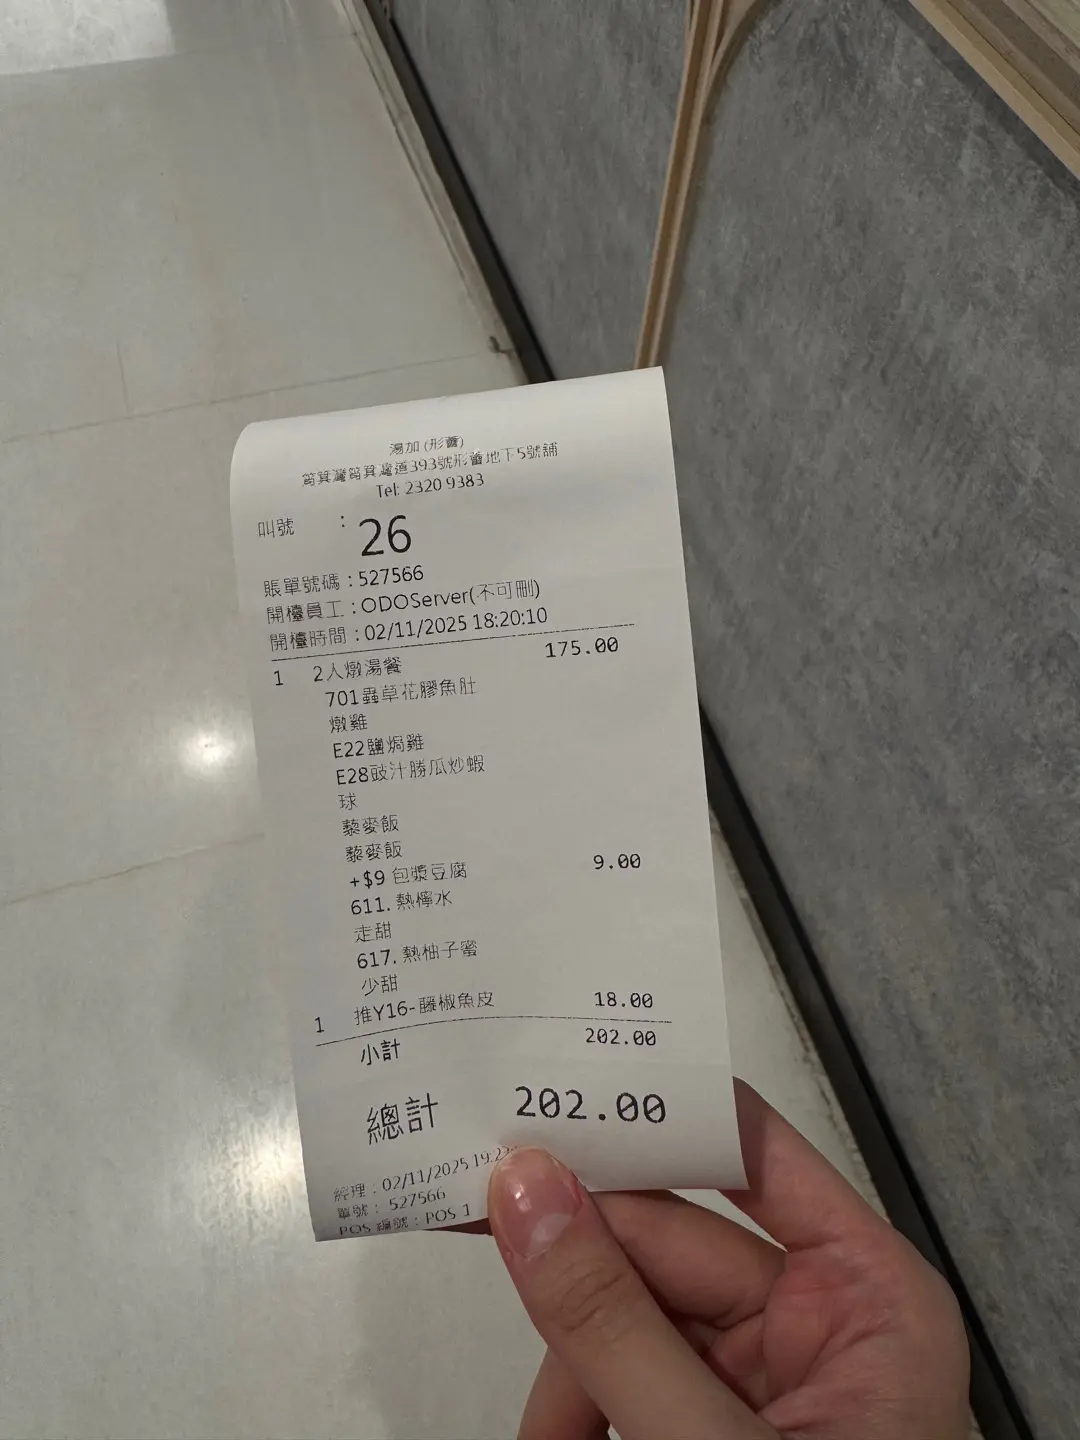 湯加 (形薈)
筲箕灣筲箕灣道393號形薈地下5號舖
Tel: 2320 9383
叫號 : 26
賬單號碼 : 527566
開檯員工 : ODOServer(不可刪)
開檯時間 : 02/11/2025 18:20:10
1 2人燉湯餐 175.00
701蟲草花膠魚肚
燉雞
E22鹽焗雞
E28豉汁勝瓜炒蝦
球
藜麥飯
藜麥飯
+$9 包漿豆腐 9.00
611. 熱檸水
走甜
617. 熱柚子蜜
少甜
1 推Y16-藤椒魚皮 18.00
小計 202.00
總計 202.00
經理 : 02/11/2025 19:22
單號 : 527566
POS 編號 : POS 1